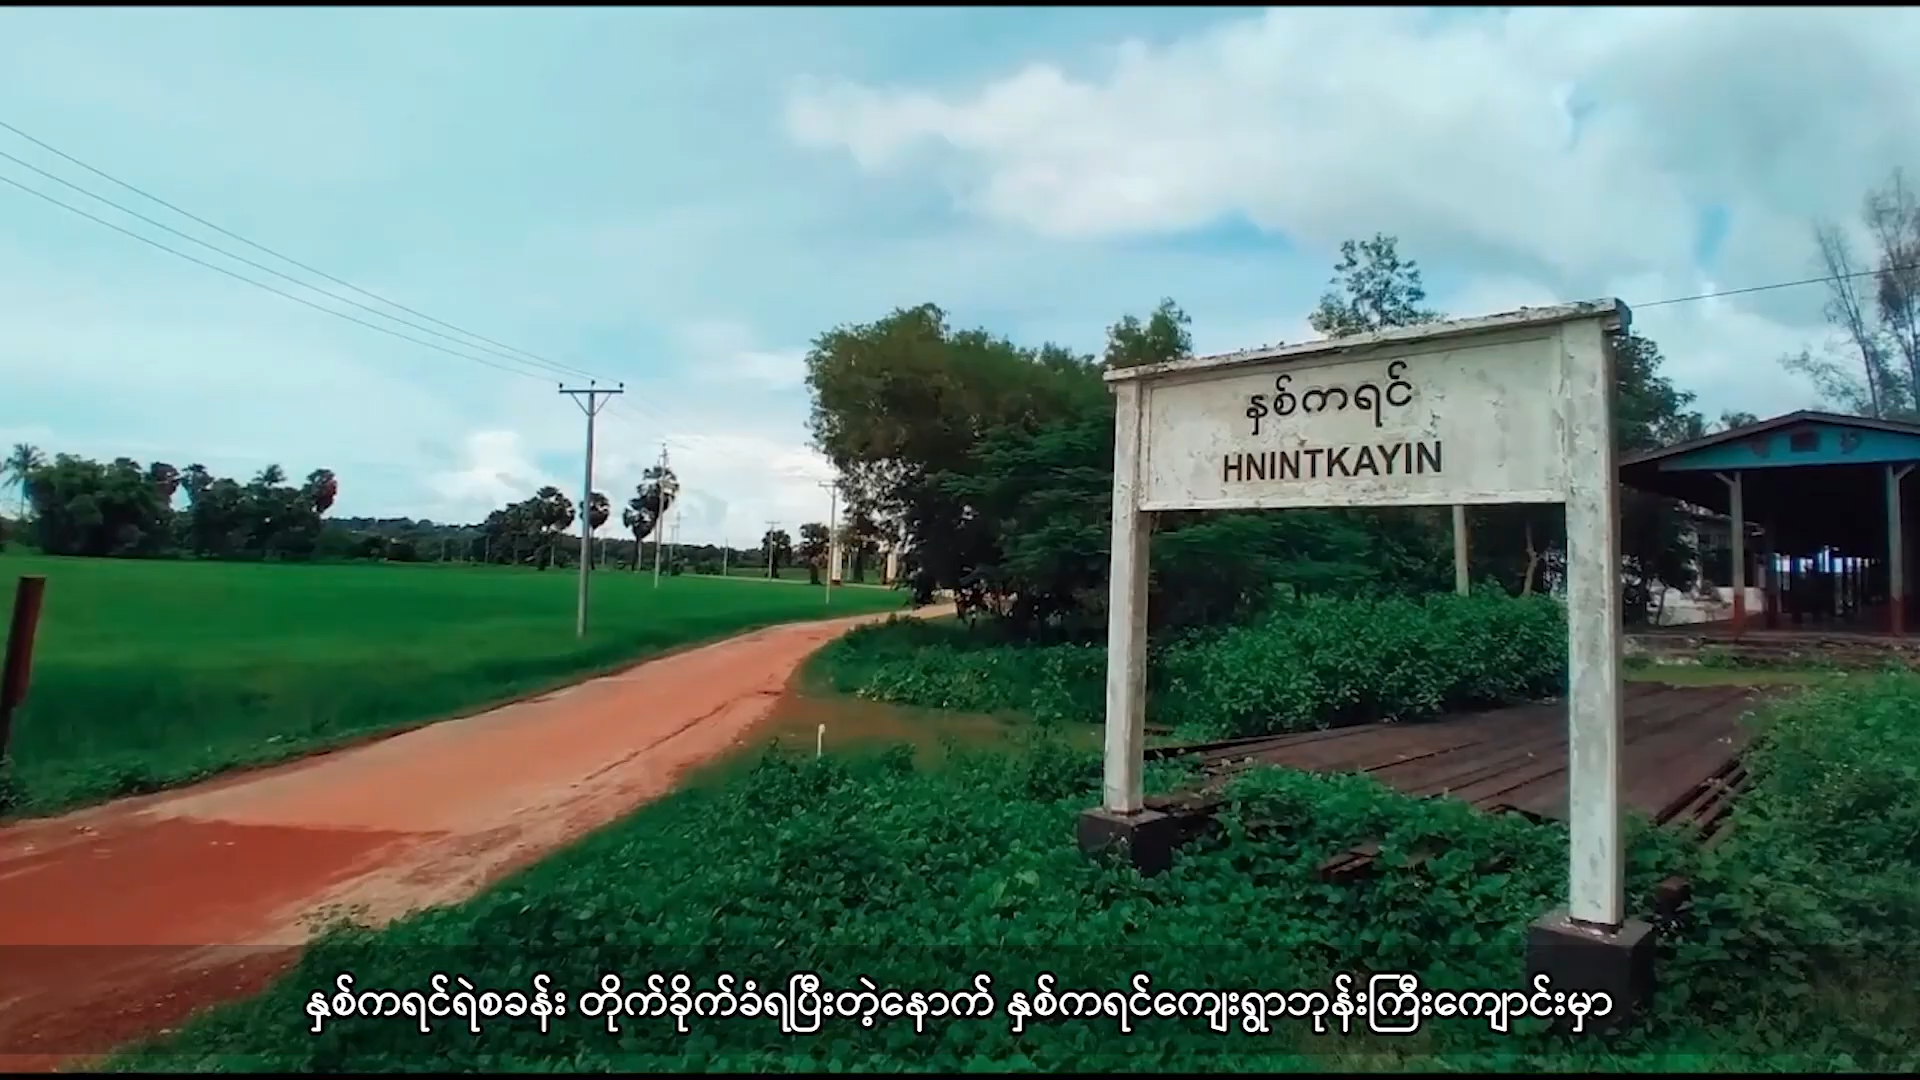 နှစ်ကရင်
HNINTKAYIN
နှစ်ကရင်ရဲစခန်း တိုက်ခိုက်ခံရပြီးတဲ့နောက် နှစ်ကရင်ကျေးရွာဘုန်းကြီးကျောင်းမှာ